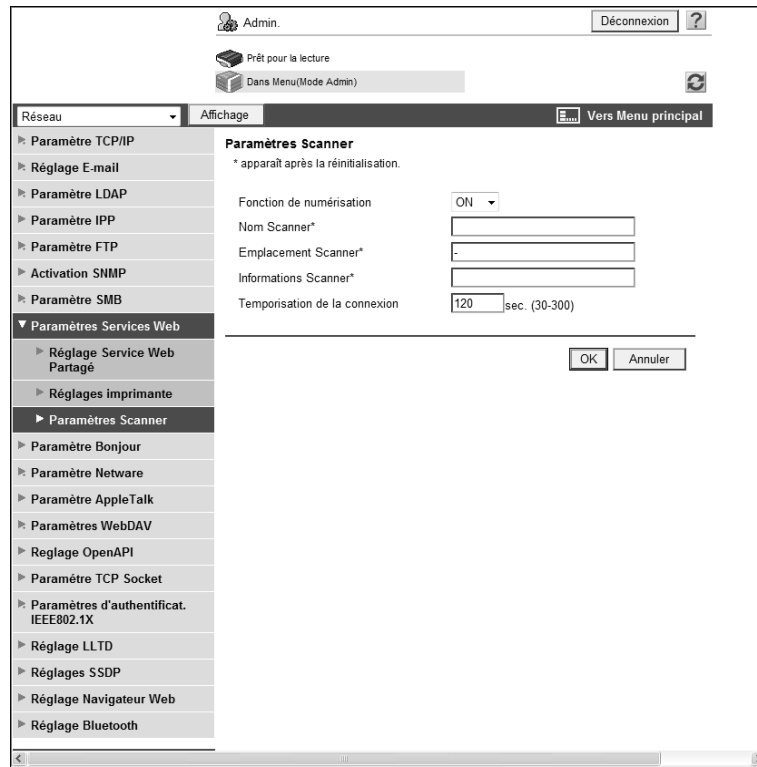 Admin.
Déconnexion
?
Prêt pour la lecture
Dans Menu(Mode Admin)
Réseau
Affichage
Vers Menu principal
Paramètre TCP/IP
Réglage E-mail
Paramètre LDAP
Paramètre IPP
Paramètre FTP
Activation SNMP
Paramètre SMB
Paramètres Services Web
Réglage Service Web
Partagé
Réglages imprimante
Paramètres Scanner
Paramètre Bonjour
Paramètre Netware
Paramètre AppleTalk
Paramètres WebDAV
Reglage OpenAPI
Paramétre TCP Socket
Paramètres d'authentificat.
IEEE802.1X
Réglage LLTD
Réglages SSDP
Réglage Navigateur Web
Réglage Bluetooth
Paramètres Scanner
* apparaît après la réinitialisation.
Fonction de numérisation ON
Nom Scanner*
Emplacement Scanner* -
Informations Scanner*
Temporisation de la connexion 120 sec. (30-300)
OK Annuler